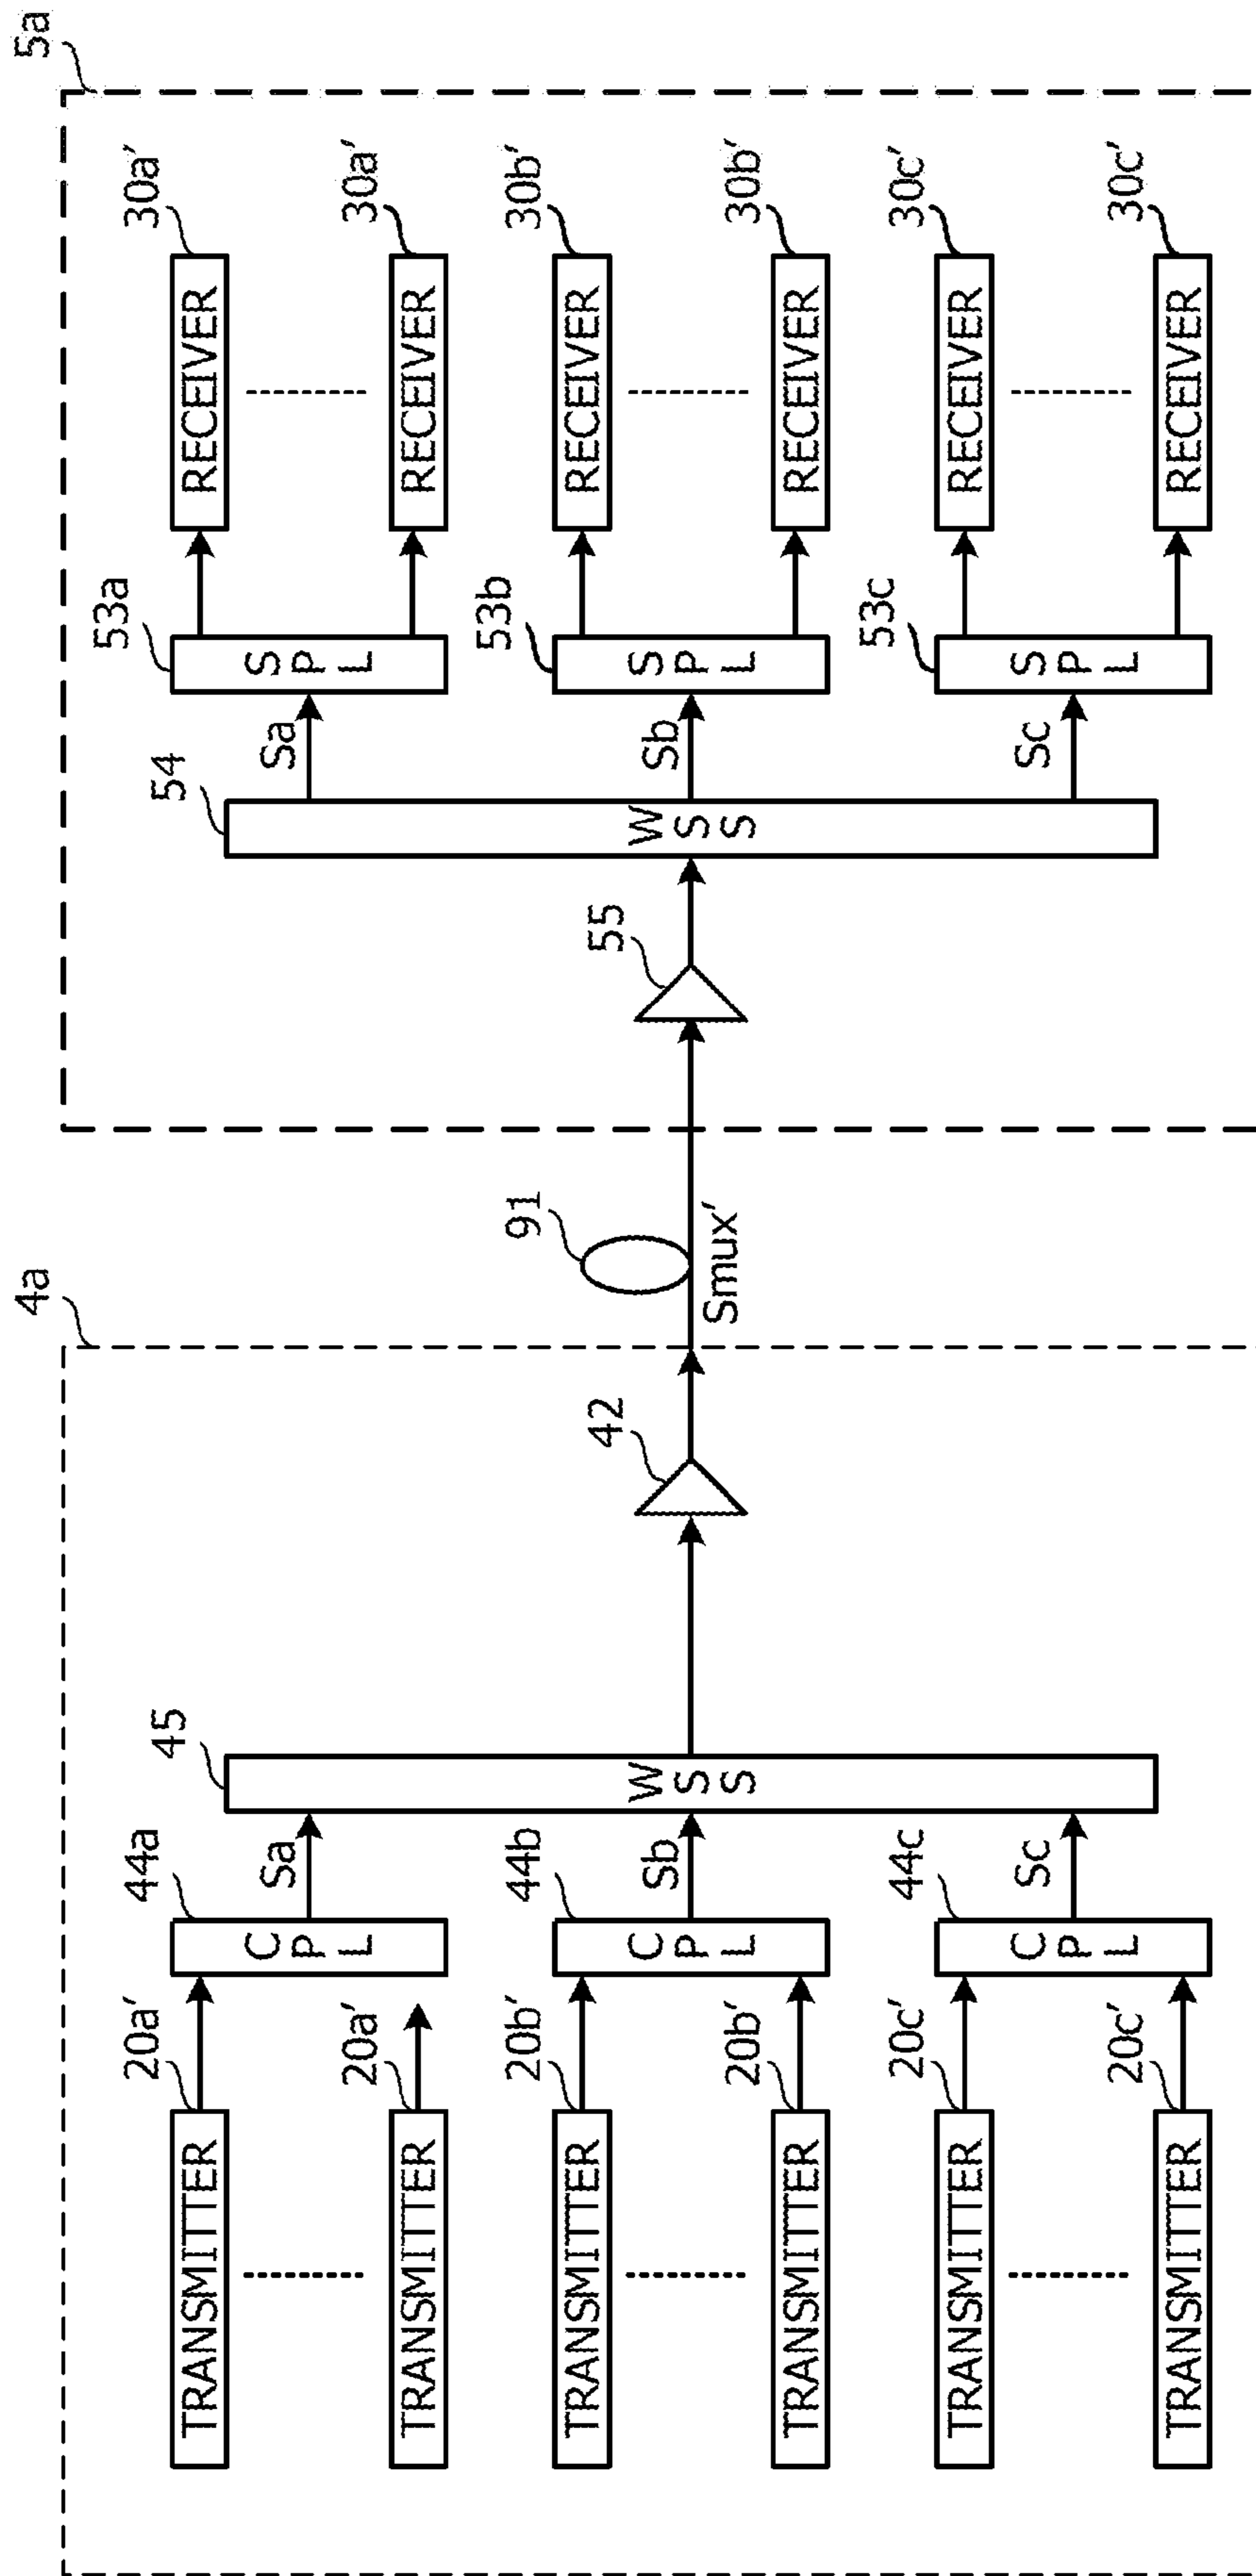 4a
5a
20a′
TRANSMITTER
44a
CPL
Sa
20a′
TRANSMITTER
20b′
TRANSMITTER
44b
CPL
Sb
20b′
TRANSMITTER
20c′
TRANSMITTER
44c
CPL
Sc
20c′
TRANSMITTER
45
WSS
42
91
Smux′
55
54
WSS
Sa
53a
SPL
30a′
RECEIVER
30a′
RECEIVER
Sb
53b
SPL
30b′
RECEIVER
30b′
RECEIVER
Sc
53c
SPL
30c′
RECEIVER
30c′
RECEIVER